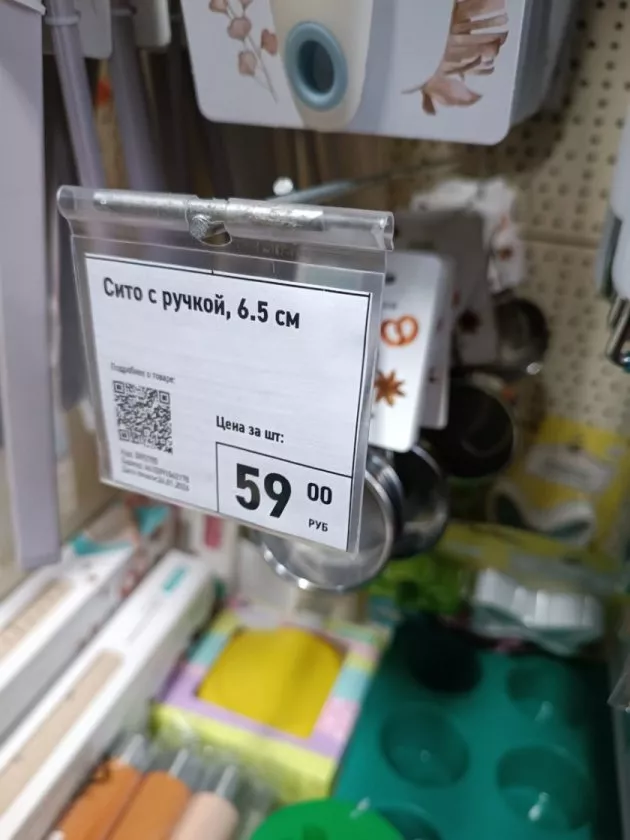 Сито с ручкой, 6.5 см
Подробнее о товаре:
Цена за шт:
59 00
РУБ